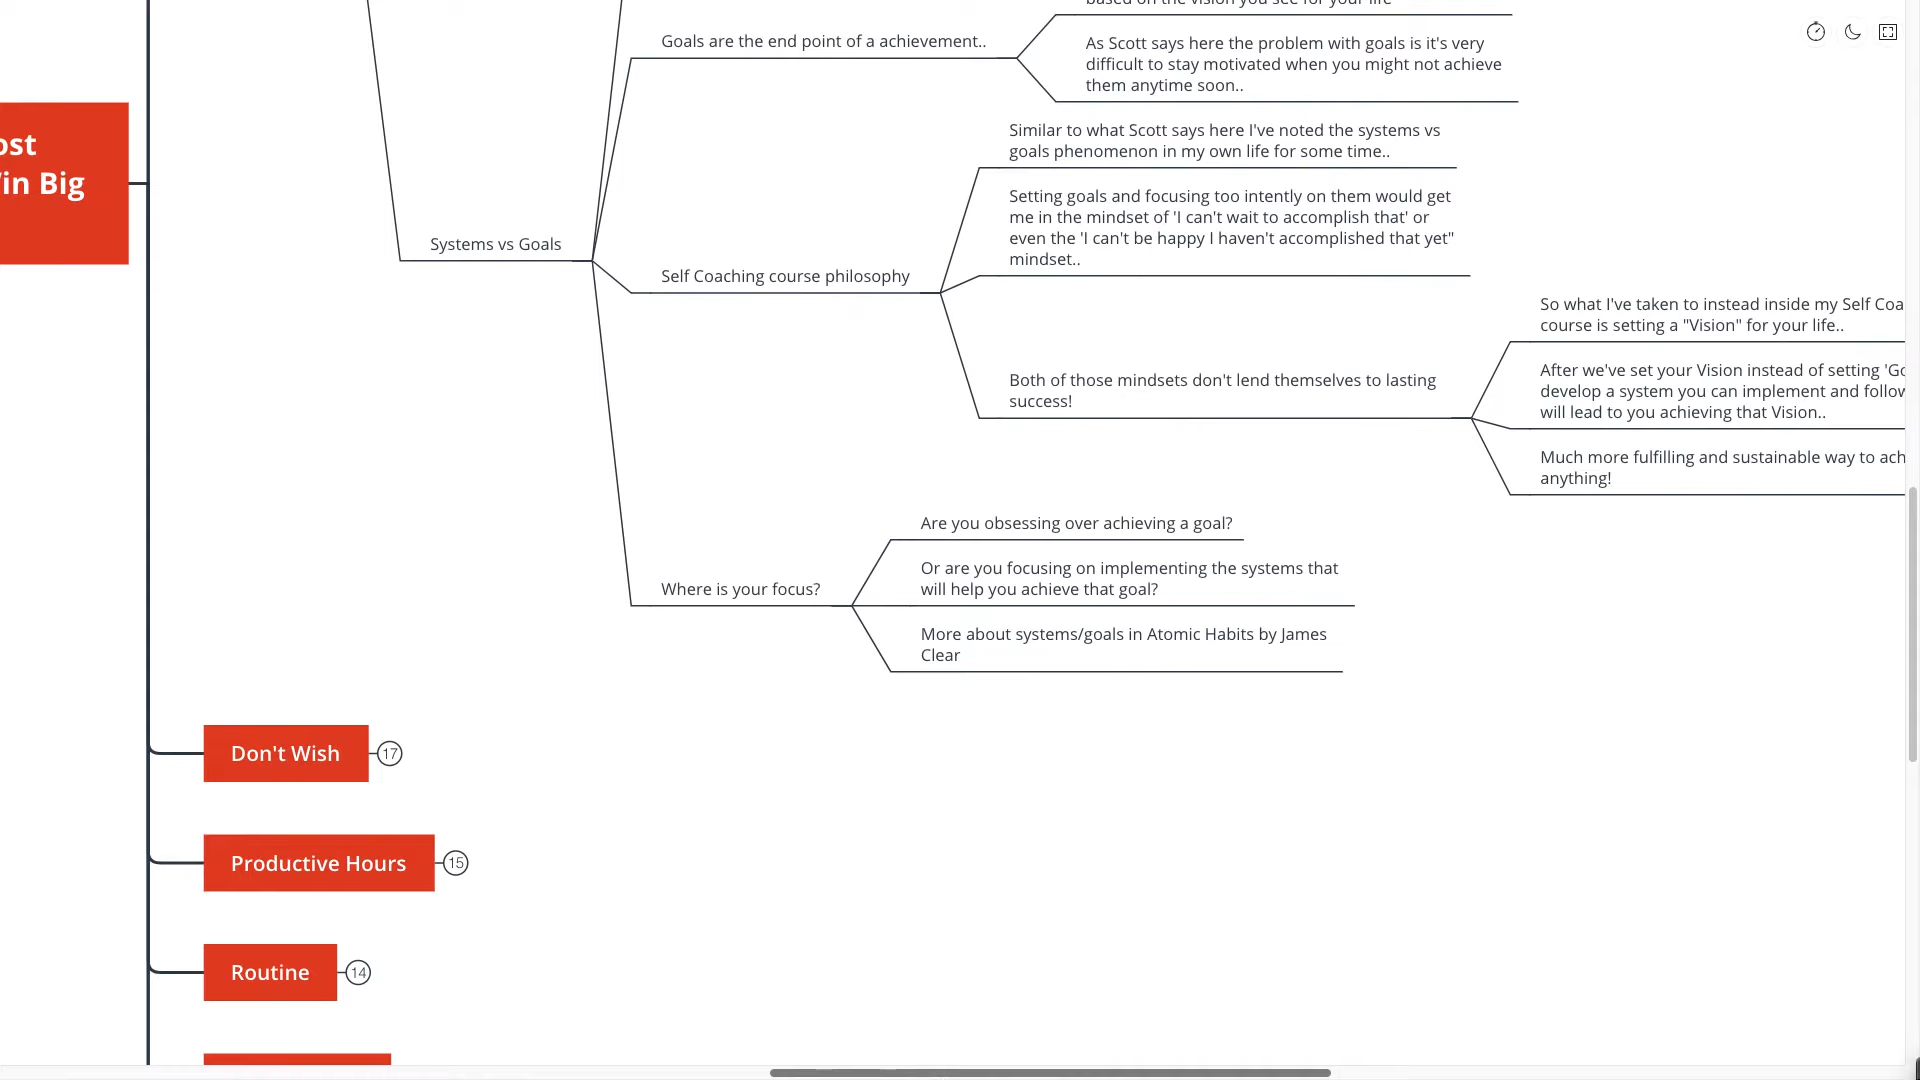 based on the vision you see for your life
Goals are the end point of a achievement..
As Scott says here the problem with goals is it's very
difficult to stay motivated when you might not achieve
them anytime soon..
Similar to what Scott says here I've noted the systems vs
goals phenomenon in my own life for some time..
ost
in Big
Setting goals and focusing too intently on them would get
me in the mindset of 'I can't wait to accomplish that' or
even the 'I can't be happy I haven't accomplished that yet"
mindset..
Systems vs Goals
Self Coaching course philosophy
So what I've taken to instead inside my Self Coa
course is setting a "Vision" for your life..
After we've set your Vision instead of setting 'Go
develop a system you can implement and follow
will lead to you achieving that Vision..
Both of those mindsets don't lend themselves to lasting
success!
Much more fulfilling and sustainable way to ach
anything!
Where is your focus?
Are you obsessing over achieving a goal?
Or are you focusing on implementing the systems that
will help you achieve that goal?
More about systems/goals in Atomic Habits by James
Clear
Don't Wish 17
Productive Hours 15
Routine 14